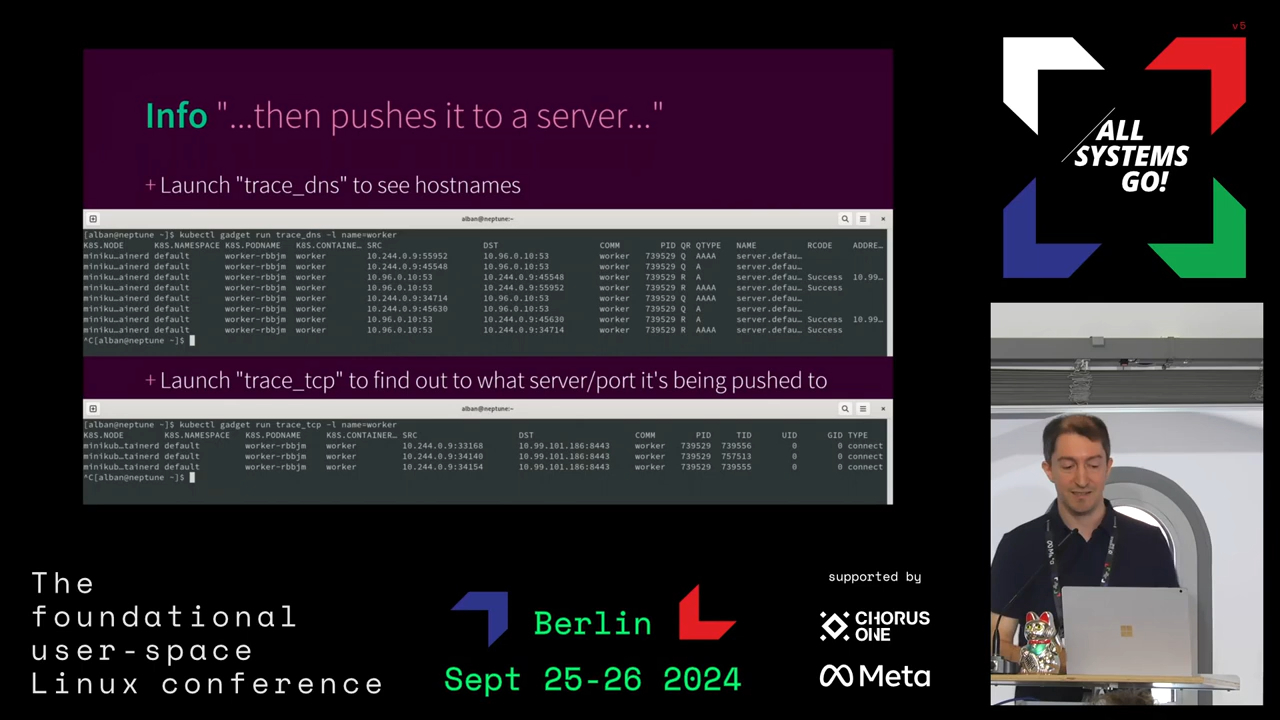 v5
ALL
SYSTEMS
GO!
Info "...then pushes it to a server..."
+ Launch "trace_dns" to see hostnames
alban@neptune:~
[alban@neptune ~]$ kubectl gadget run trace_dns -l name=worker
K8S.NODE K8S.NAMESPACE K8S.PODNAME K8S.CONTAINE… SRC DST COMM PID QR QTYPE NAME RCODE ADDRE…
miniku…ainerd default worker-rbbjm worker 10.244.0.9:55952 10.96.0.10:53 worker 739529 Q AAAA server.defau…
miniku…ainerd default worker-rbbjm worker 10.244.0.9:45548 10.96.0.10:53 worker 739529 Q A server.defau…
miniku…ainerd default worker-rbbjm worker 10.96.0.10:53 10.244.0.9:45548 worker 739529 R A server.defau… Success 10.99…
miniku…ainerd default worker-rbbjm worker 10.96.0.10:53 10.244.0.9:55952 worker 739529 R AAAA server.defau… Success
miniku…ainerd default worker-rbbjm worker 10.244.0.9:34714 10.96.0.10:53 worker 739529 Q AAAA server.defau…
miniku…ainerd default worker-rbbjm worker 10.244.0.9:45630 10.96.0.10:53 worker 739529 Q A server.defau…
miniku…ainerd default worker-rbbjm worker 10.96.0.10:53 10.244.0.9:45630 worker 739529 R A server.defau… Success 10.99…
miniku…ainerd default worker-rbbjm worker 10.96.0.10:53 10.244.0.9:34714 worker 739529 R AAAA server.defau… Success
^C[alban@neptune ~]$
+ Launch "trace_tcp" to find out to what server/port it's being pushed to
alban@neptune:~
[alban@neptune ~]$ kubectl gadget run trace_tcp -l name=worker
K8S.NODE K8S.NAMESPACE K8S.PODNAME K8S.CONTAINER… SRC DST COMM PID TID UID GID TYPE
minikub…tainerd default worker-rbbjm worker 10.244.0.9:33168 10.99.101.186:8443 worker 739529 739556 0 0 connect
minikub…tainerd default worker-rbbjm worker 10.244.0.9:34140 10.99.101.186:8443 worker 739529 757513 0 0 connect
minikub…tainerd default worker-rbbjm worker 10.244.0.9:34154 10.99.101.186:8443 worker 739529 739555 0 0 connect
^C[alban@neptune ~]$
The
foundational
user-space
Linux conference
Berlin
Sept 25-26 2024
supported by
CHORUS
ONE
Meta